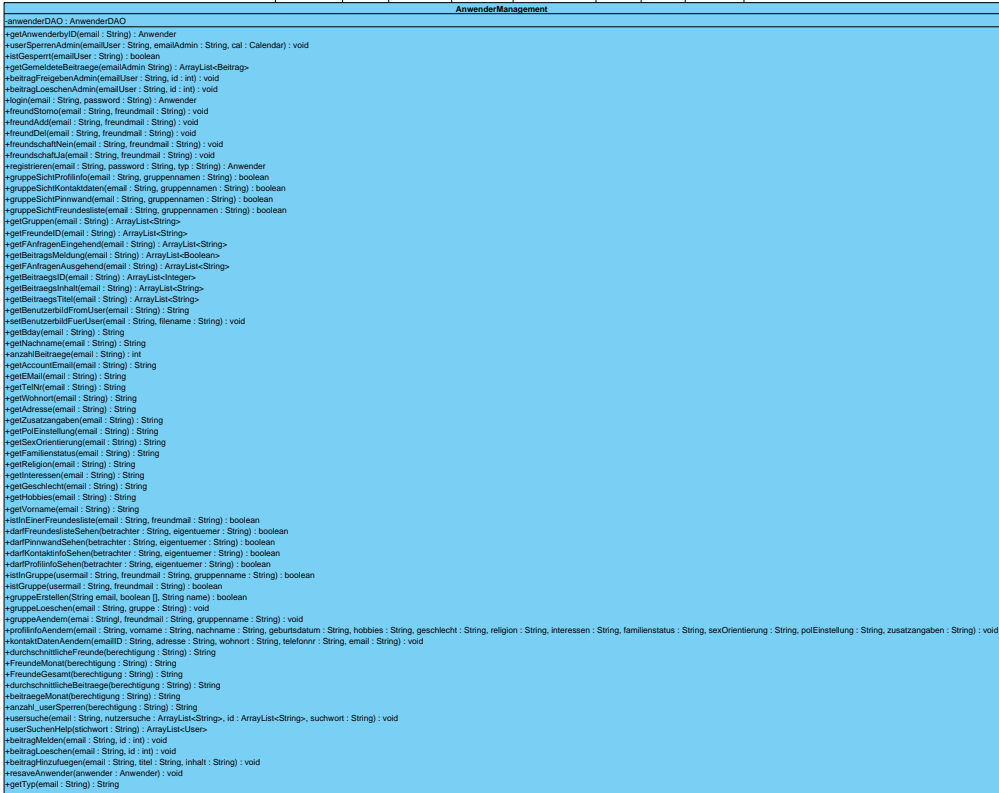 AnwenderManagement
-anwenderDAO : AnwenderDAO
+getAnwenderbyID(email : String) : Anwender
+userSperrenAdmin(emailUser : String, emailAdmin : String, cal : Calendar) : void
+istGesperrt(emailUser : String) : boolean
+getGemeldeteBeitraege(emailAdmin String) : ArrayList<Beitrag>
+beitragFreigebenAdmin(emailUser : String, id : int) : void
+beitragLoeschenAdmin(emailUser : String, id : int) : void
+login(email : String, password : String) : Anwender
+freundStorno(email : String, freundmail : String) : void
+freundAdd(email : String, freundmail : String) : void
+freundDel(email : String, freundmail : String) : void
+freundschaftNein(email : String, freundmail : String) : void
+freundschaftJa(email : String, freundmail : String) : void
+registrieren(email : String, password : String, typ : String) : Anwender
+gruppeSichtProfilinfo(email : String, gruppennamen : String) : boolean
+gruppeSichtKontaktdaten(email : String, gruppennamen : String) : boolean
+gruppeSichtPinnwand(email : String, gruppennamen : String) : boolean
+gruppeSichtFreundesliste(email : String, gruppennamen : String) : boolean
+getGruppen(email : String) : ArrayList<String>
+getFreundeID(email : String) : ArrayList<String>
+getFAnfragenEingehend(email : String) : ArrayList<String>
+getBeitragsMeldung(email : String) : ArrayList<Boolean>
+getFAnfragenAusgehend(email : String) : ArrayList<String>
+getBeitraegsID(email : String) : ArrayList<Integer>
+getBeitraegsInhalt(email : String) : ArrayList<String>
+getBeitraegsTitel(email : String) : ArrayList<String>
+getBenutzerbildFromUser(email : String) : String
+setBenutzerbildFuerUser(email : String, filename : String) : void
+getBday(email : String) : String
+getNachname(email : String) : String
+anzahlBeitraege(email : String) : int
+getAccountEmail(email : String) : String
+getEMail(email : String) : String
+getTelNr(email : String) : String
+getWohnort(email : String) : String
+getAdresse(email : String) : String
+getZusatzangaben(email : String) : String
+getPolEinstellung(email : String) : String
+getSexOrientierung(email : String) : String
+getFamilienstatus(email : String) : String
+getReligion(email : String) : String
+getInteressen(email : String) : String
+getGeschlecht(email : String) : String
+getHobbies(email : String) : String
+getVorname(email : String) : String
+istInEinerFreundesliste(email : String, freundmail : String) : boolean
+darfFreundeslisteSehen(betrachter : String, eigentuemer : String) : boolean
+darfPinnwandSehen(betrachter : String, eigentuemer : String) : boolean
+darfKontaktinfoSehen(betrachter : String, eigentuemer : String) : boolean
+darfProfilinfoSehen(betrachter : String, eigentuemer : String) : boolean
+istInGruppe(usermail : String, freundmail : String, gruppenname : String) : boolean
+istGruppe(usermail : String, freundmail : String) : boolean
+gruppeErstellen(String email, boolean [], String name) : boolean
+gruppeLoeschen(email : String, gruppe : String) : void
+gruppeAendern(emai : Stringl, freundmail : String, gruppenname : String) : void
+profilinfoAendern(email : String, vorname : String, nachname : String, geburtsdatum : String, hobbies : String, geschlecht : String, religion : String, interessen : String, familienstatus : String, sexOrientierung : String, polEinstellung : String, zusatzangaben : String) : void
+kontaktDatenAendern(emailID : String, adresse : String, wohnort : String, telefonnr : String, email : String) : void
+durchschnittlicheFreunde(berechtigung : String) : String
+FreundeMonat(berechtigung : String) : String
+FreundeGesamt(berechtigung : String) : String
+durchschnittlicheBeitraege(berechtigung : String) : String
+beitraegeMonat(berechtigung : String) : String
+anzahl_userSperren(berechtigung : String) : String
+usersuche(email : String, nutzersuche : ArrayList<String>, id : ArrayList<String>, suchwort : String) : void
+userSuchenHelp(stichwort : String) : ArrayList<User>
+beitragMelden(email : String, id : int) : void
+beitragLoeschen(email : String, id : int) : void
+beitragHinzufuegen(email : String, titel : String, inhalt : String) : void
+resaveAnwender(anwender : Anwender) : void
+getTyp(email : String) : String